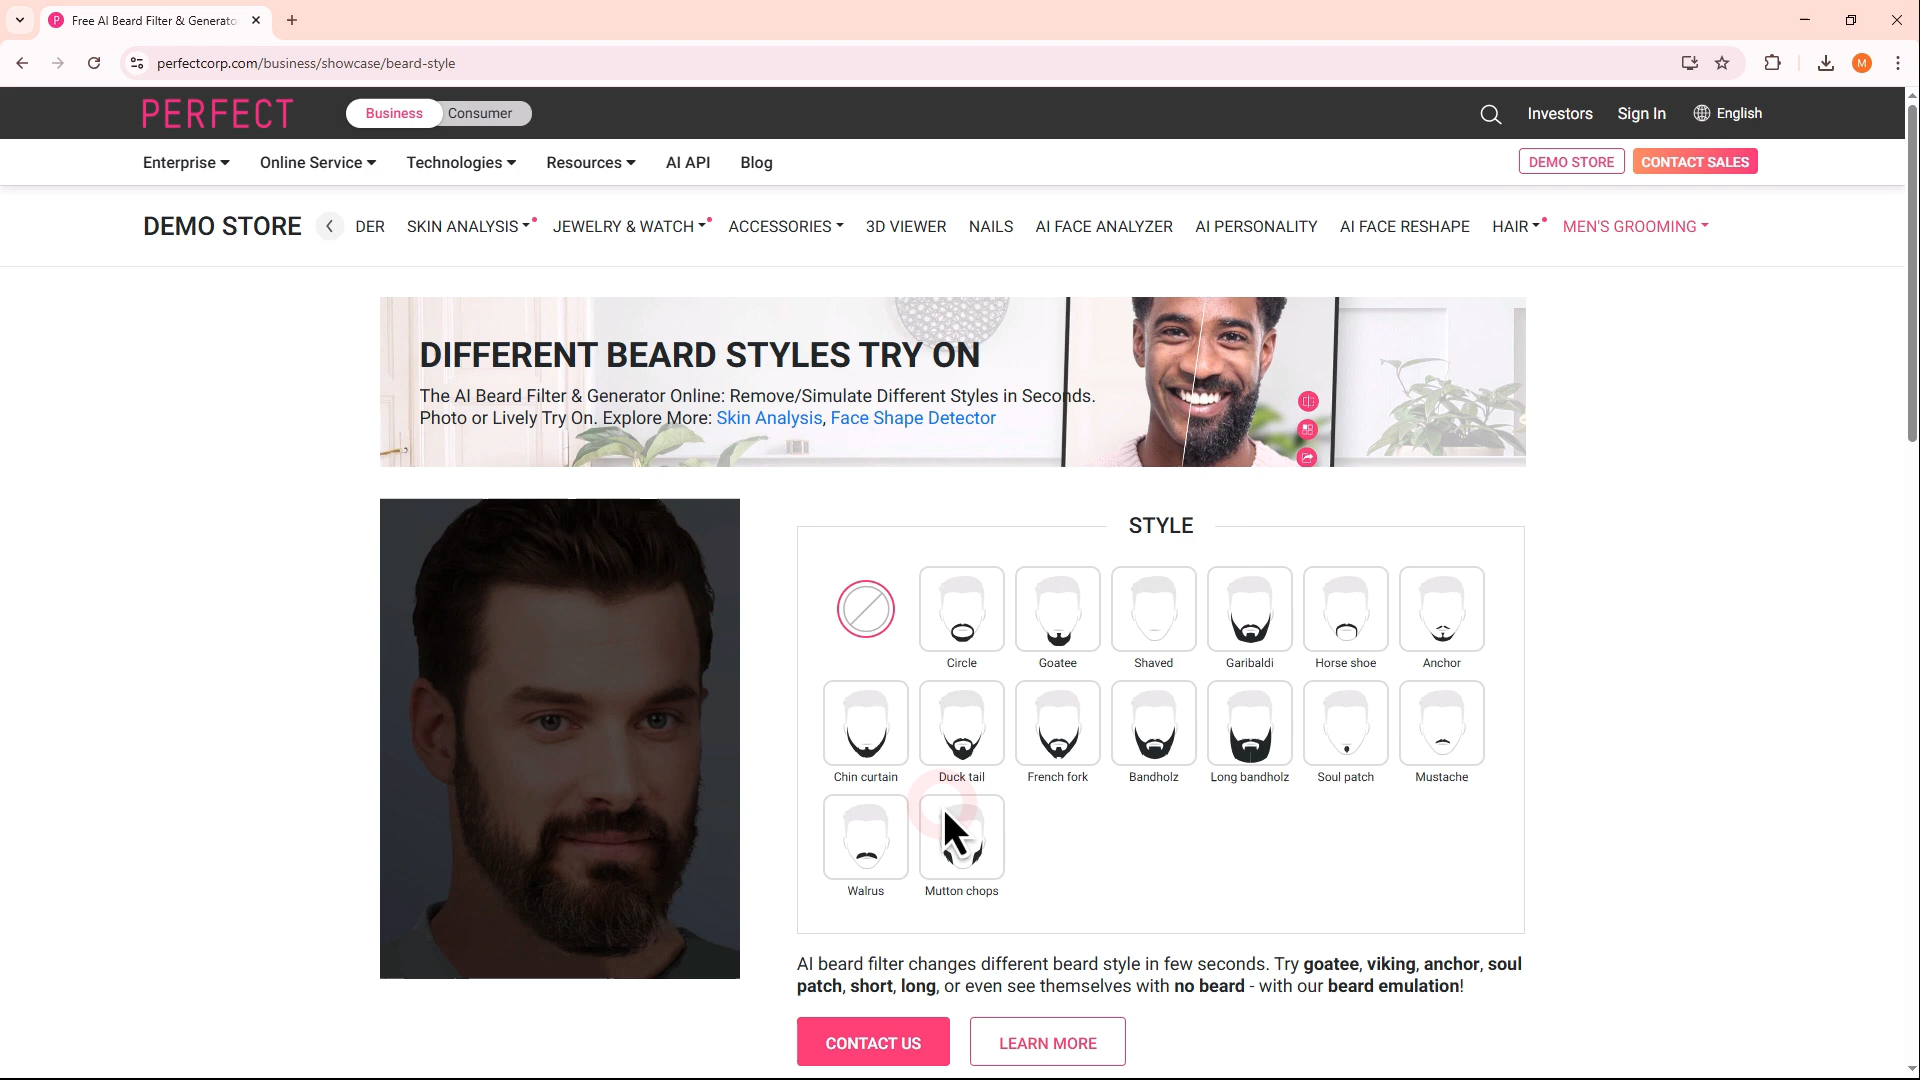 Free AI Beard Filter & Generato
perfectcorp.com/business/showcase/beard-style
M
PERFECT
Business
Consumer
Investors
Sign In
English
Enterprise
Online Service
Technologies
Resources
AI API
Blog
DEMO STORE
CONTACT SALES
DEMO STORE
DER
SKIN ANALYSIS
JEWELRY & WATCH
ACCESSORIES
3D VIEWER
NAILS
AI FACE ANALYZER
AI PERSONALITY
AI FACE RESHAPE
HAIR
MEN'S GROOMING
DIFFERENT BEARD STYLES TRY ON
The AI Beard Filter & Generator Online: Remove/Simulate Different Styles in Seconds.
Photo or Lively Try On. Explore More: Skin Analysis, Face Shape Detector
STYLE
Circle
Goatee
Shaved
Garibaldi
Horse shoe
Anchor
Chin curtain
Duck tail
French fork
Bandholz
Long bandholz
Soul patch
Mustache
Walrus
Mutton chops
AI beard filter changes different beard style in few seconds. Try goatee, viking, anchor, soul
patch, short, long, or even see themselves with no beard - with our beard emulation!
CONTACT US
LEARN MORE